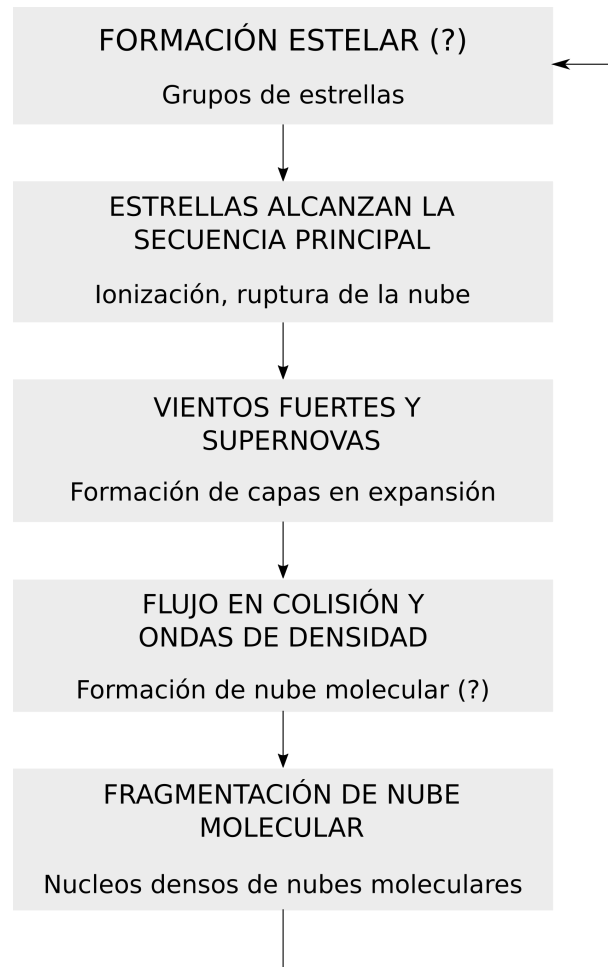 FORMACIÓN ESTELAR (?)
Grupos de estrellas
ESTRELLAS ALCANZAN LA
SECUENCIA PRINCIPAL
Ionización, ruptura de la nube
VIENTOS FUERTES Y
SUPERNOVAS
Formación de capas en expansión
FLUJO EN COLISIÓN Y
ONDAS DE DENSIDAD
Formación de nube molecular (?)
FRAGMENTACIÓN DE NUBE
MOLECULAR
Nucleos densos de nubes moleculares